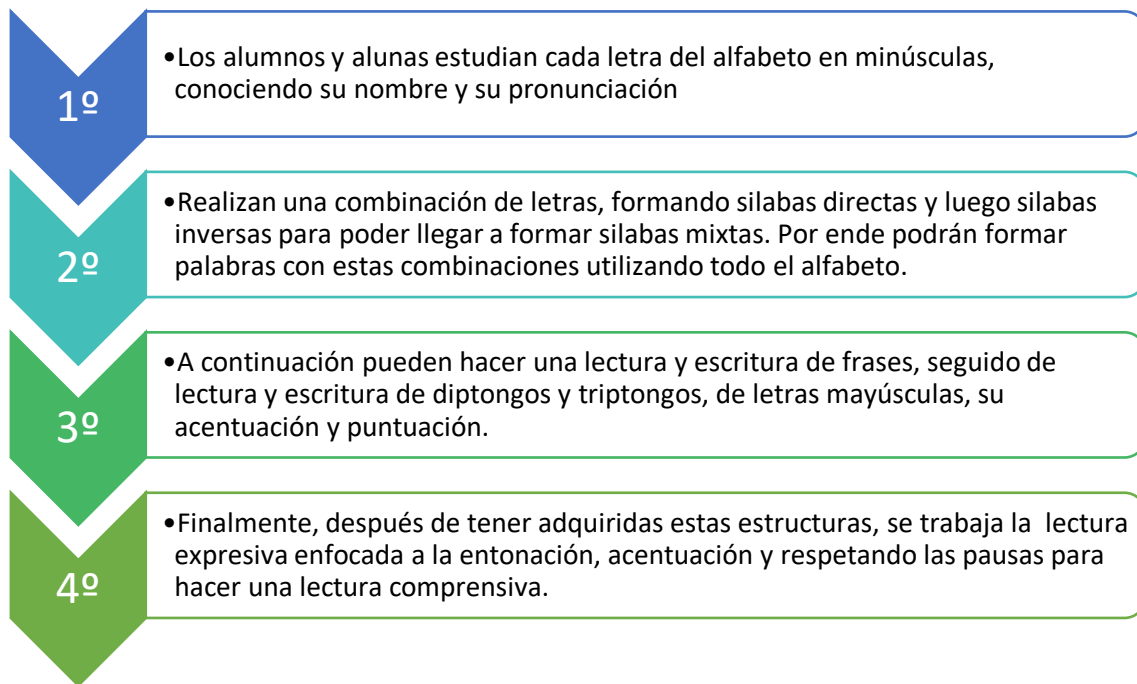 1º
•Los alumnos y alunas estudian cada letra del alfabeto en minúsculas,
conociendo su nombre y su pronunciación
2º
•Realizan una combinación de letras, formando silabas directas y luego silabas
inversas para poder llegar a formar silabas mixtas. Por ende podrán formar
palabras con estas combinaciones utilizando todo el alfabeto.
3º
•A continuación pueden hacer una lectura y escritura de frases, seguido de
lectura y escritura de diptongos y triptongos, de letras mayúsculas, su
acentuación y puntuación.
4º
•Finalmente, después de tener adquiridas estas estructuras, se trabaja la lectura
expresiva enfocada a la entonación, acentuación y respetando las pausas para
hacer una lectura comprensiva.